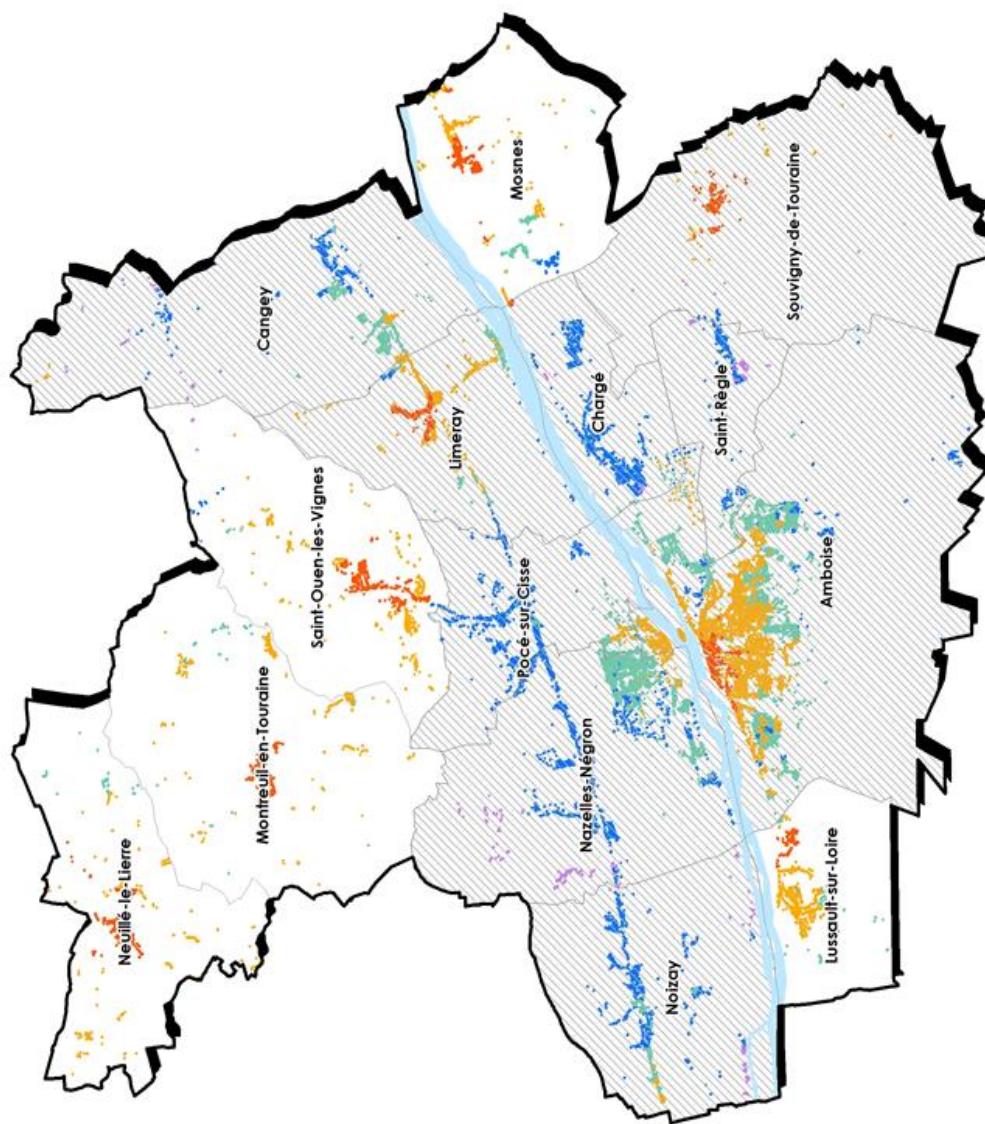 Neuillé-le-Lierre
Montreuil-en-Touraine
Saint-Ouen-les-Vignes
Cangey
Limeray
Mosnes
Pocé-sur-Cisse
Nazelles-Négron
Noizay
Chargé
Saint-Règle
Souvigny-de-Touraine
Amboise
Lussault-sur-Loire